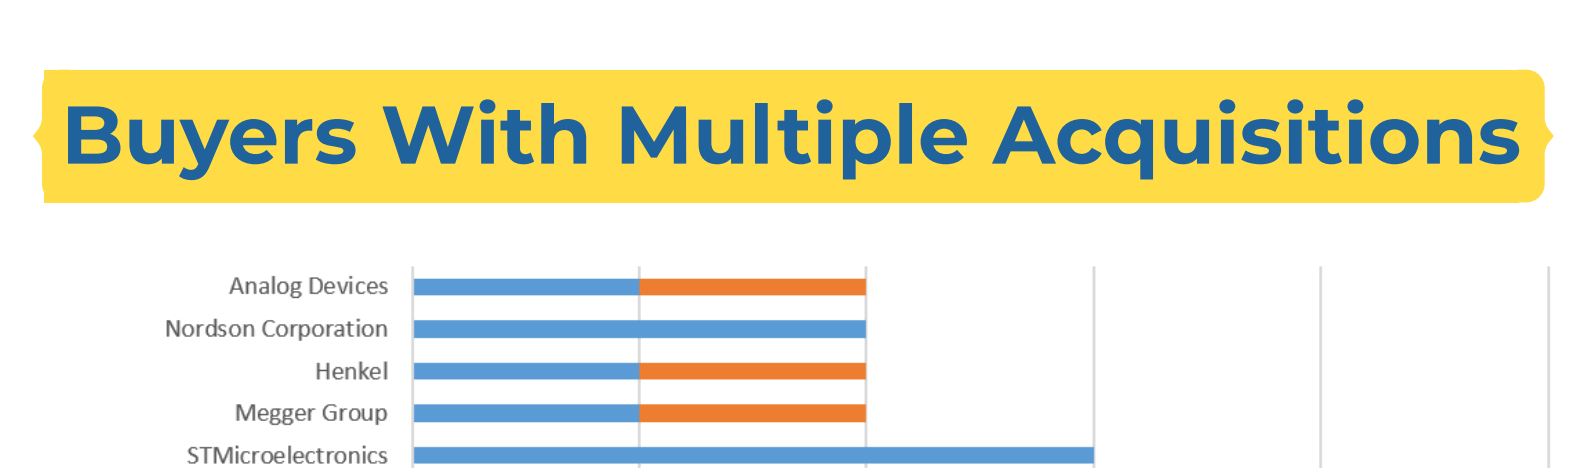 Buyers With Multiple Acquisitions
Analog Devices
Nordson Corporation
Henkel
Megger Group
STMicroelectronics